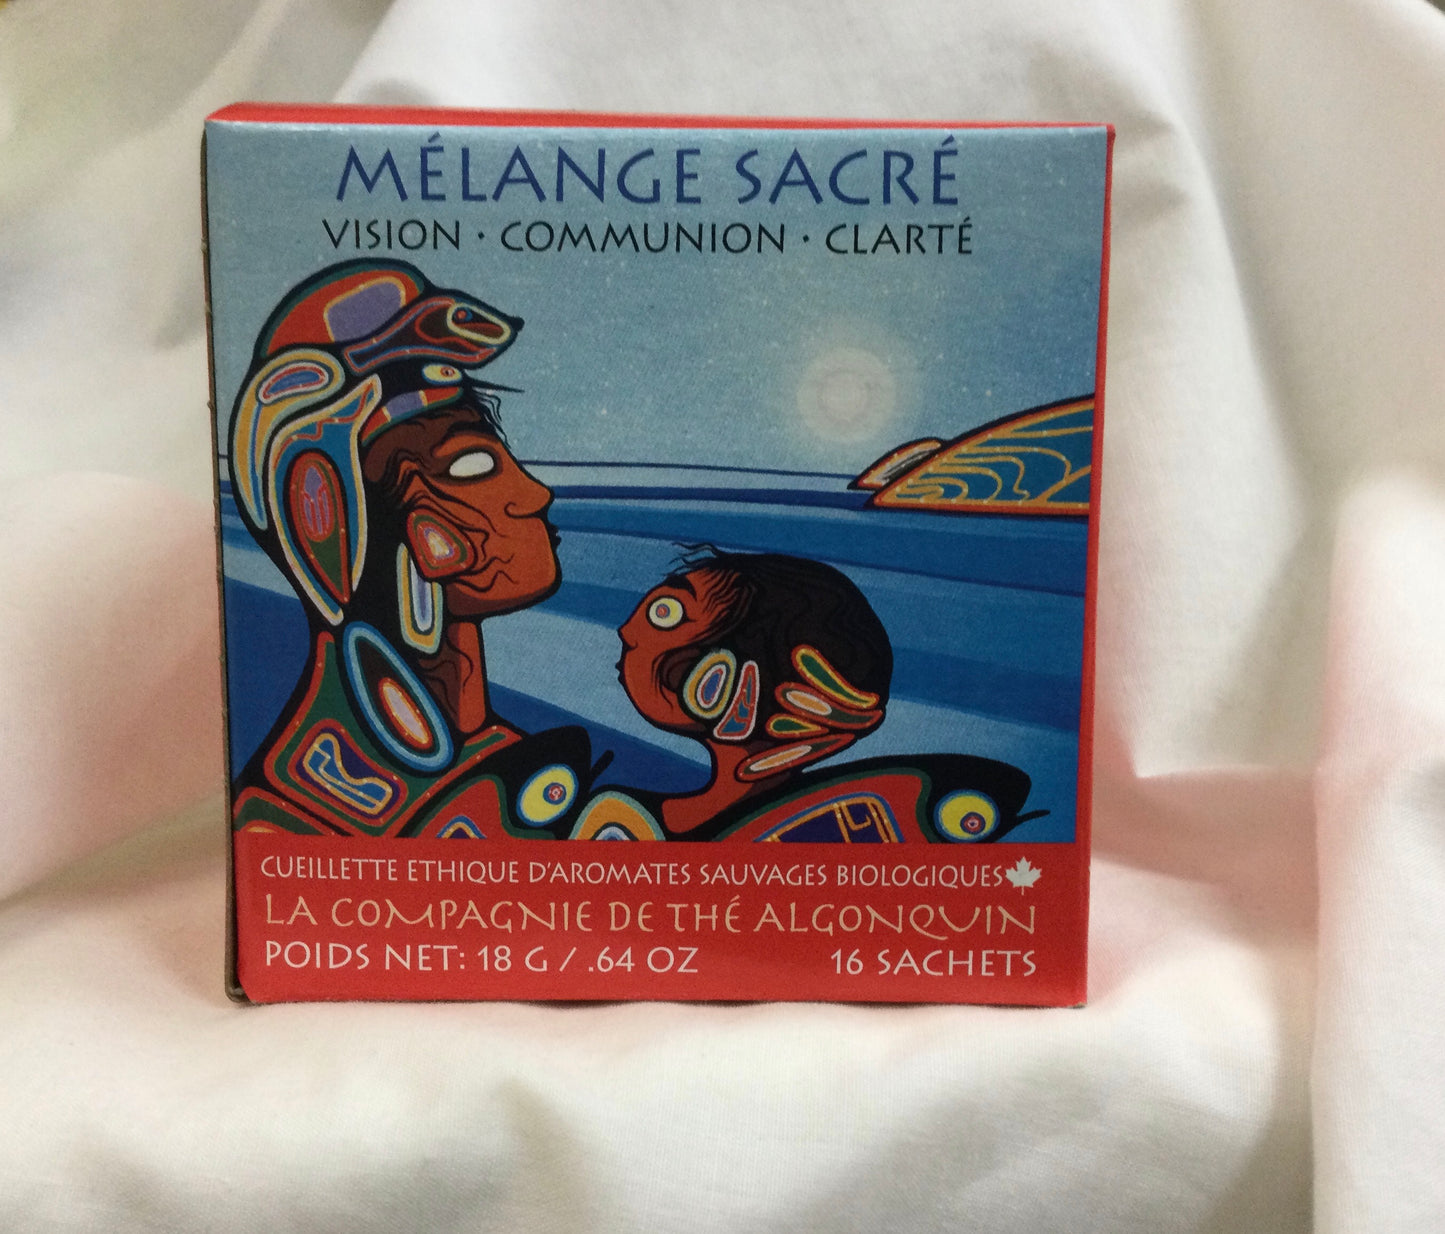 MÉLANGE SACRÉ
VISION · COMMUNION · CLARTÉ
CUEILLETTE ETHIQUE D'AROMATES SAUVAGES BIOLOGIQUES
LA COMPAGNIE DE THÉ ALGONQUIN
POIDS NET: 18 G / .64 OZ 16 SACHETS